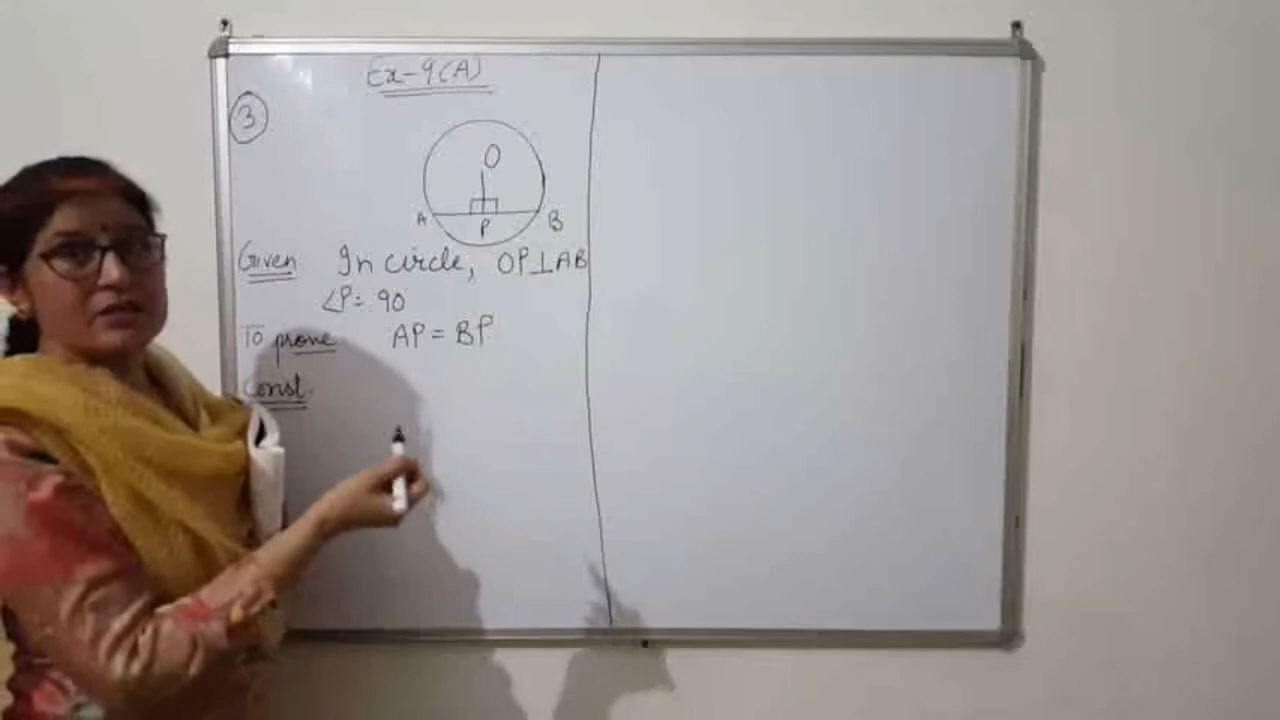 Ex-9(A)
3
O
A
P
B
Given In circle, OP⊥AB
∠P= 90
To prove AP = BP
Const.